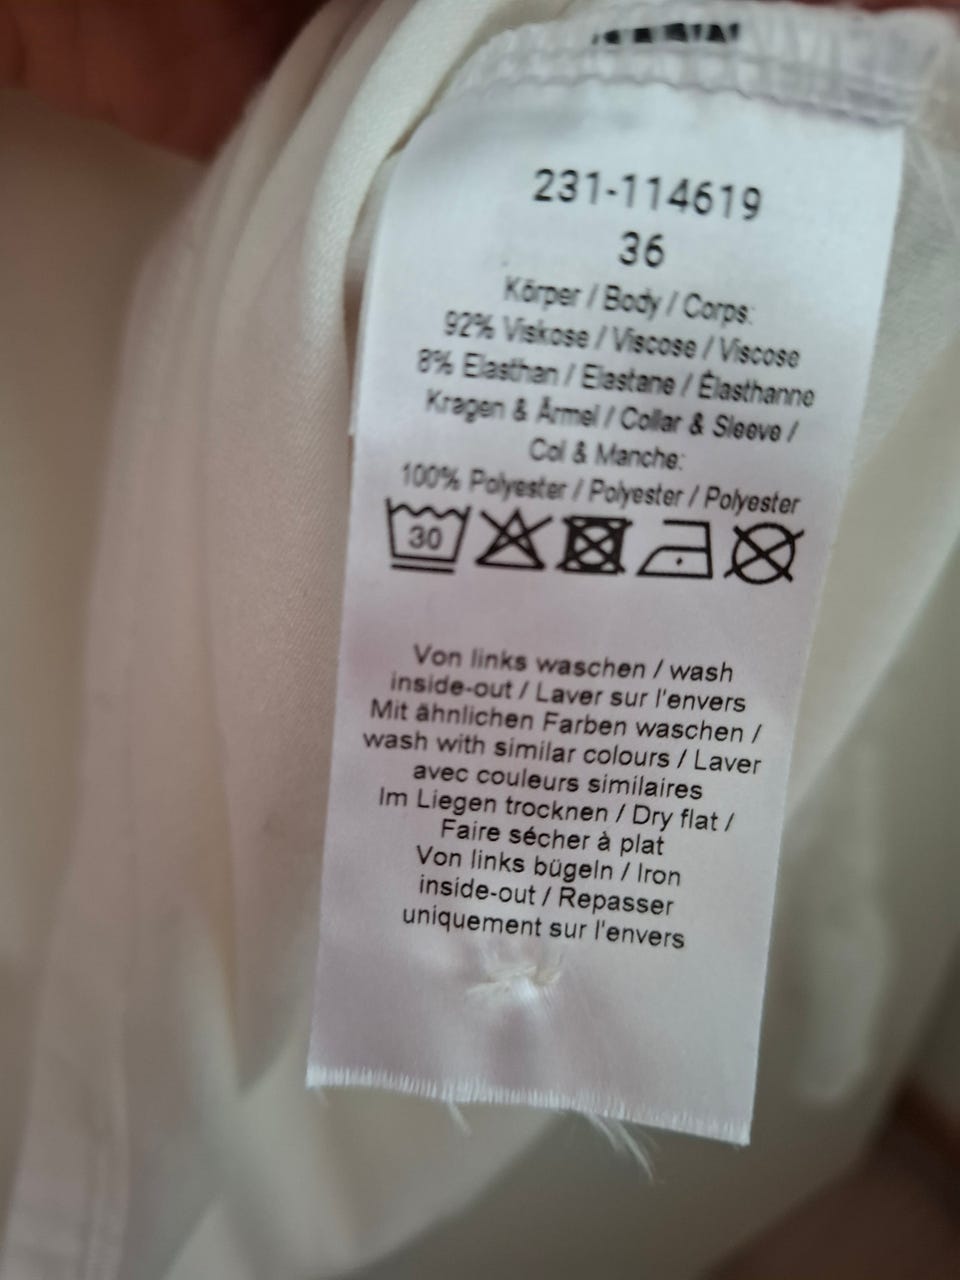 231-114619
36
Körper / Body / Corps:
92% Viskose / Viscose / Viscose
8% Elasthan / Elastane / Élasthanne
Kragen & Ärmel / Collar & Sleeve /
Col & Manche:
100% Polyester / Polyester / Polyester
30
Von links waschen / wash
inside-out / Laver sur l'envers
Mit ähnlichen Farben waschen /
wash with similar colours / Laver
avec couleurs similaires
Im Liegen trocknen / Dry flat /
Faire sécher à plat
Von links bügeln / Iron
inside-out / Repasser
uniquement sur l'envers